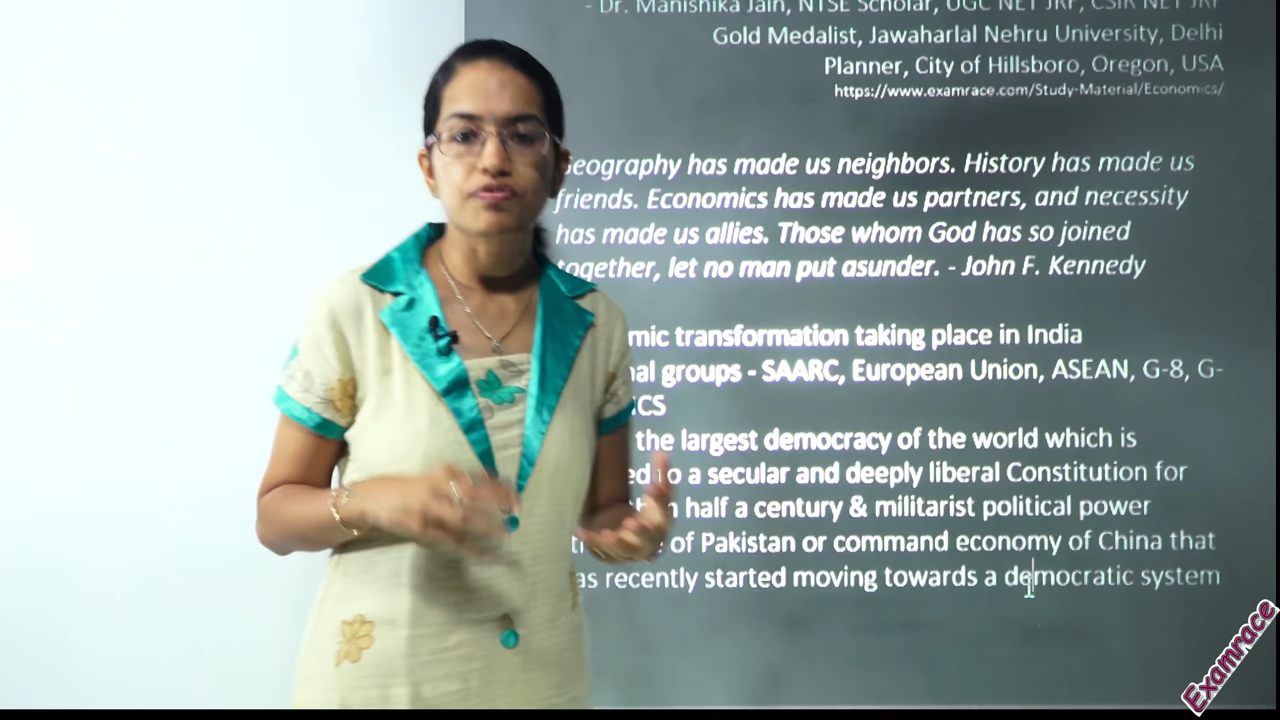 - Dr. Manishika Jain, NTSE Scholar, UGC NET JRF, CSIR NET JRF
Gold Medalist, Jawaharlal Nehru University, Delhi
Planner, City of Hillsboro, Oregon, USA
https://www.examrace.com/Study-Material/Economics/
eography has made us neighbors. History has made us
friends. Economics has made us partners, and necessity
has made us allies. Those whom God has so joined
together, let no man put asunder. - John F. Kennedy
mic transformation taking place in India
nal groups - SAARC, European Union, ASEAN, G-8, G-
ICS
the largest democracy of the world which is
ed to a secular and deeply liberal Constitution for
half a century & militarist political power
of Pakistan or command economy of China that
as recently started moving towards a democratic system
Examrace